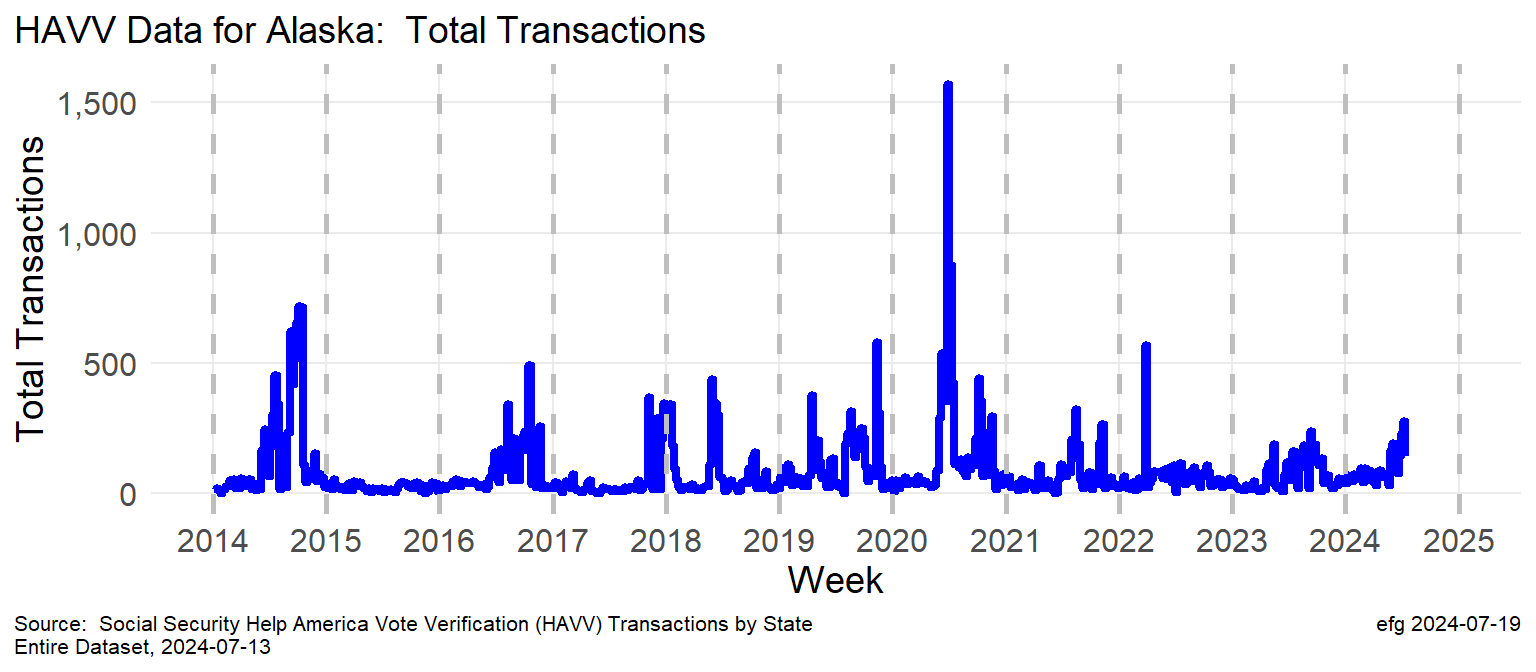 HAVV Data for Alaska:  Total Transactions
Total Transactions
1,500
1,000
500
0
2014 2015 2016 2017 2018 2019 2020 2021 2022 2023 2024 2025
Week
Source:  Social Security Help America Vote Verification (HAVV) Transactions by State
Entire Dataset, 2024-07-13
efg 2024-07-19